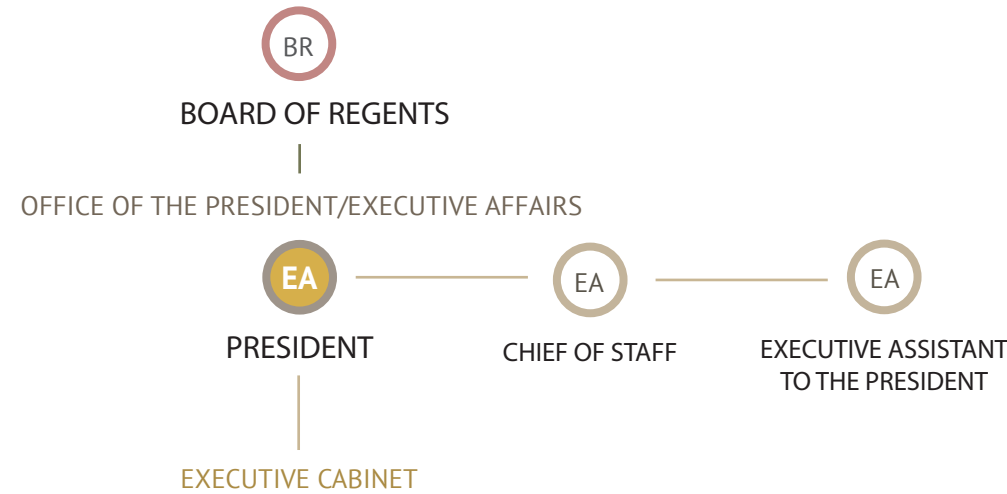 BR
BOARD OF REGENTS
OFFICE OF THE PRESIDENT/EXECUTIVE AFFAIRS
EA
PRESIDENT
EA
CHIEF OF STAFF
EA
EXECUTIVE ASSISTANT
TO THE PRESIDENT
EXECUTIVE CABINET